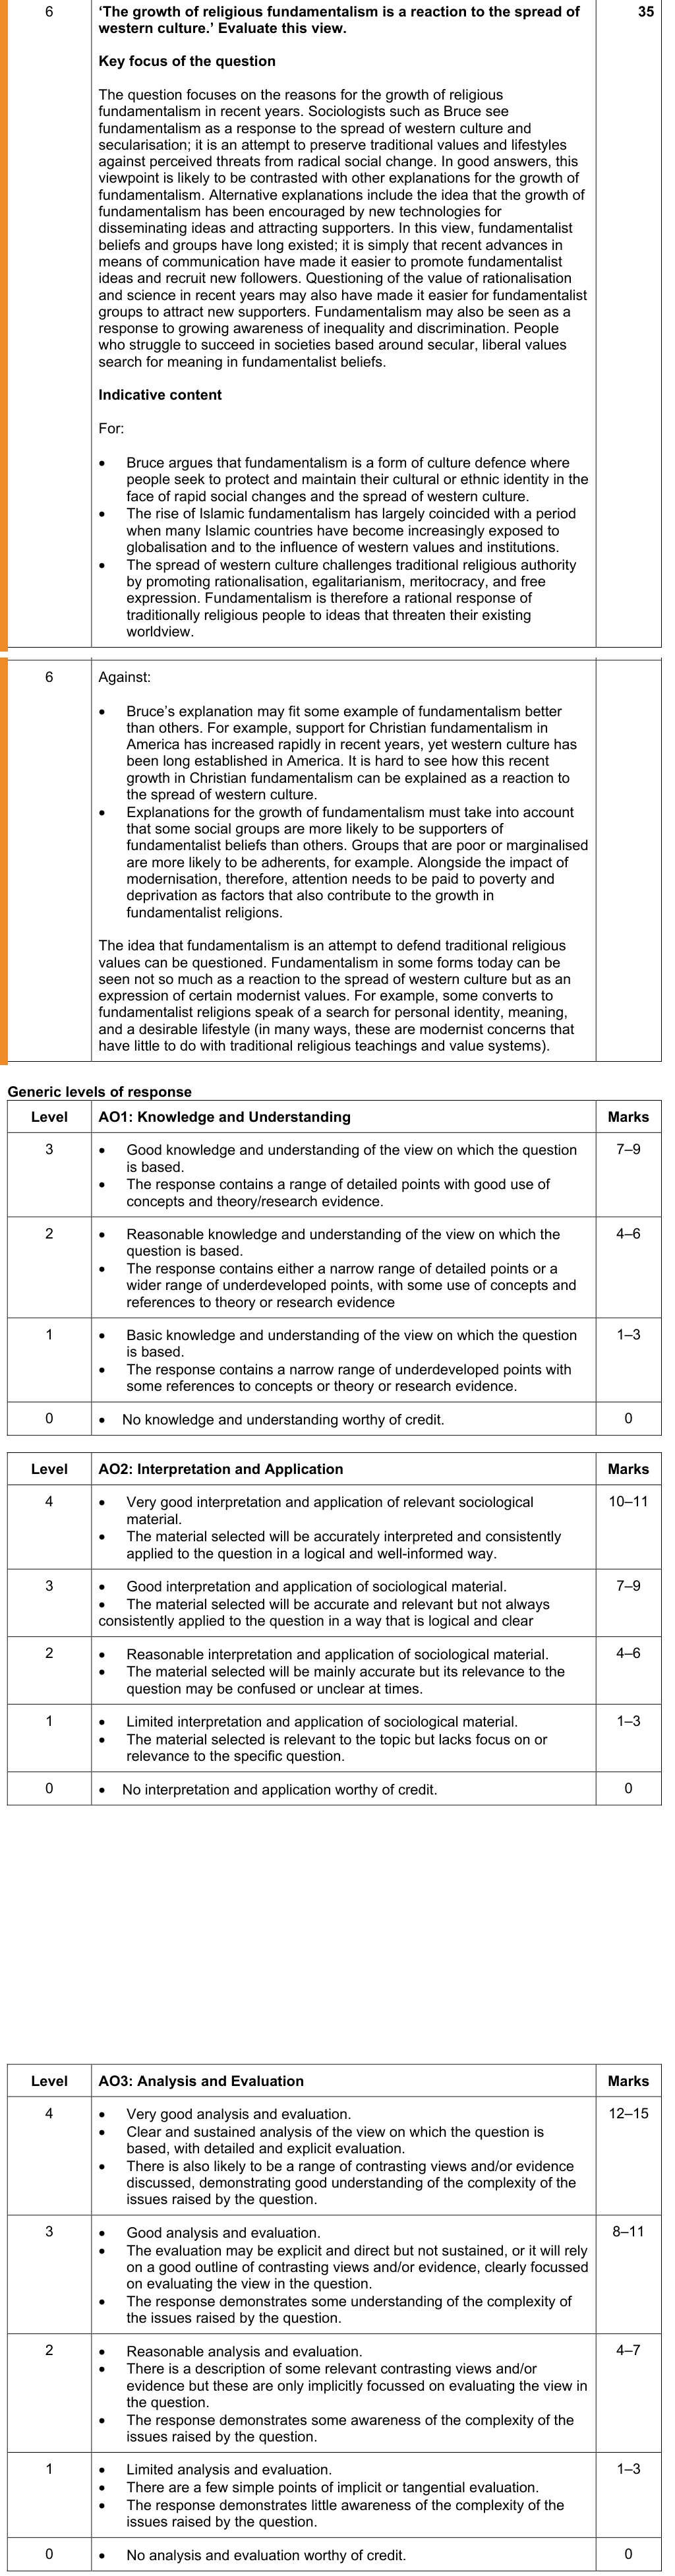 6 ‘The growth of religious fundamentalism is a reaction to the spread of 35
western culture.’ Evaluate this view.
Key focus of the question
The question focuses on the reasons for the growth of religious
fundamentalism in recent years. Sociologists such as Bruce see
fundamentalism as a response to the spread of western culture and
secularisation; it is an attempt to preserve traditional values and lifestyles
against perceived threats from radical social change. In good answers, this
viewpoint is likely to be contrasted with other explanations for the growth of
fundamentalism. Alternative explanations include the idea that the growth of
fundamentalism has been encouraged by new technologies for
disseminating ideas and attracting supporters. In this view, fundamentalist
beliefs and groups have long existed; it is simply that recent advances in
means of communication have made it easier to promote fundamentalist
ideas and recruit new followers. Questioning of the value of rationalisation
and science in recent years may also have made it easier for fundamentalist
groups to attract new supporters. Fundamentalism may also be seen as a
response to growing awareness of inequality and discrimination. People
who struggle to succeed in societies based around secular, liberal values
search for meaning in fundamentalist beliefs.
Indicative content
For:
• Bruce argues that fundamentalism is a form of culture defence where
people seek to protect and maintain their cultural or ethnic identity in the
face of rapid social changes and the spread of western culture.
• The rise of Islamic fundamentalism has largely coincided with a period
when many Islamic countries have become increasingly exposed to
globalisation and to the influence of western values and institutions.
• The spread of western culture challenges traditional religious authority
by promoting rationalisation, egalitarianism, meritocracy, and free
expression. Fundamentalism is therefore a rational response of
traditionally religious people to ideas that threaten their existing
worldview.
6 Against:
• Bruce’s explanation may fit some example of fundamentalism better
than others. For example, support for Christian fundamentalism in
America has increased rapidly in recent years, yet western culture has
been long established in America. It is hard to see how this recent
growth in Christian fundamentalism can be explained as a reaction to
the spread of western culture.
• Explanations for the growth of fundamentalism must take into account
that some social groups are more likely to be supporters of
fundamentalist beliefs than others. Groups that are poor or marginalised
are more likely to be adherents, for example. Alongside the impact of
modernisation, therefore, attention needs to be paid to poverty and
deprivation as factors that also contribute to the growth in
fundamentalist religions.
The idea that fundamentalism is an attempt to defend traditional religious
values can be questioned. Fundamentalism in some forms today can be
seen not so much as a reaction to the spread of western culture but as an
expression of certain modernist values. For example, some converts to
fundamentalist religions speak of a search for personal identity, meaning,
and a desirable lifestyle (in many ways, these are modernist concerns that
have little to do with traditional religious teachings and value systems).
Generic levels of response
Level AO1: Knowledge and Understanding Marks
3 • Good knowledge and understanding of the view on which the question 7–9
is based.
• The response contains a range of detailed points with good use of
concepts and theory/research evidence.
2 • Reasonable knowledge and understanding of the view on which the 4–6
question is based.
• The response contains either a narrow range of detailed points or a
wider range of underdeveloped points, with some use of concepts and
references to theory or research evidence
1 • Basic knowledge and understanding of the view on which the question 1–3
is based.
• The response contains a narrow range of underdeveloped points with
some references to concepts or theory or research evidence.
0 • No knowledge and understanding worthy of credit. 0
Level AO2: Interpretation and Application Marks
4 • Very good interpretation and application of relevant sociological 10–11
material.
• The material selected will be accurately interpreted and consistently
applied to the question in a logical and well-informed way.
3 • Good interpretation and application of sociological material. 7–9
• The material selected will be accurate and relevant but not always
consistently applied to the question in a way that is logical and clear
2 • Reasonable interpretation and application of sociological material. 4–6
• The material selected will be mainly accurate but its relevance to the
question may be confused or unclear at times.
1 • Limited interpretation and application of sociological material. 1–3
• The material selected is relevant to the topic but lacks focus on or
relevance to the specific question.
0 • No interpretation and application worthy of credit. 0
Level AO3: Analysis and Evaluation Marks
4 • Very good analysis and evaluation. 12–15
• Clear and sustained analysis of the view on which the question is
based, with detailed and explicit evaluation.
• There is also likely to be a range of contrasting views and/or evidence
discussed, demonstrating good understanding of the complexity of the
issues raised by the question.
3 • Good analysis and evaluation. 8–11
• The evaluation may be explicit and direct but not sustained, or it will rely
on a good outline of contrasting views and/or evidence, clearly focussed
on evaluating the view in the question.
• The response demonstrates some understanding of the complexity of
the issues raised by the question.
2 • Reasonable analysis and evaluation. 4–7
• There is a description of some relevant contrasting views and/or
evidence but these are only implicitly focussed on evaluating the view in
the question.
• The response demonstrates some awareness of the complexity of the
issues raised by the question.
1 • Limited analysis and evaluation. 1–3
• There are a few simple points of implicit or tangential evaluation.
• The response demonstrates little awareness of the complexity of the
issues raised by the question.
0 • No analysis and evaluation worthy of credit. 0